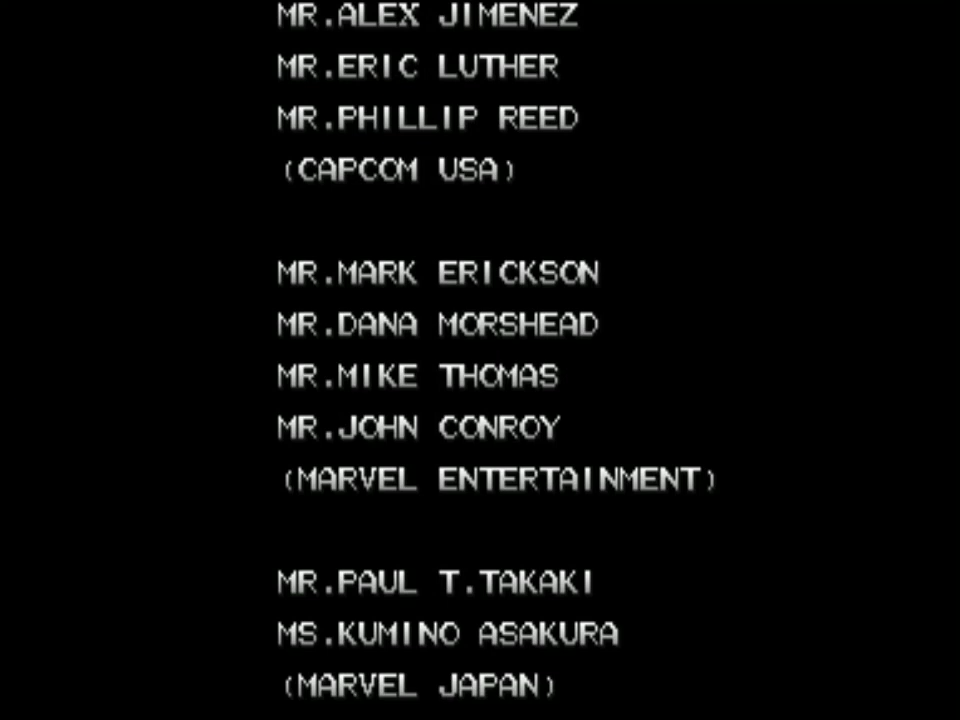 MR.ALEX JIMENEZ
MR.ERIC LUTHER
MR.PHILLIP REED
(CAPCOM USA)
MR.MARK ERICKSON
MR.DANA MORSHEAD
MR.MIKE THOMAS
MR.JOHN CONROY
(MARVEL ENTERTAINMENT)
MR.PAUL T.TAKAKI
MS.KUMINO ASAKURA
(MARVEL JAPAN)